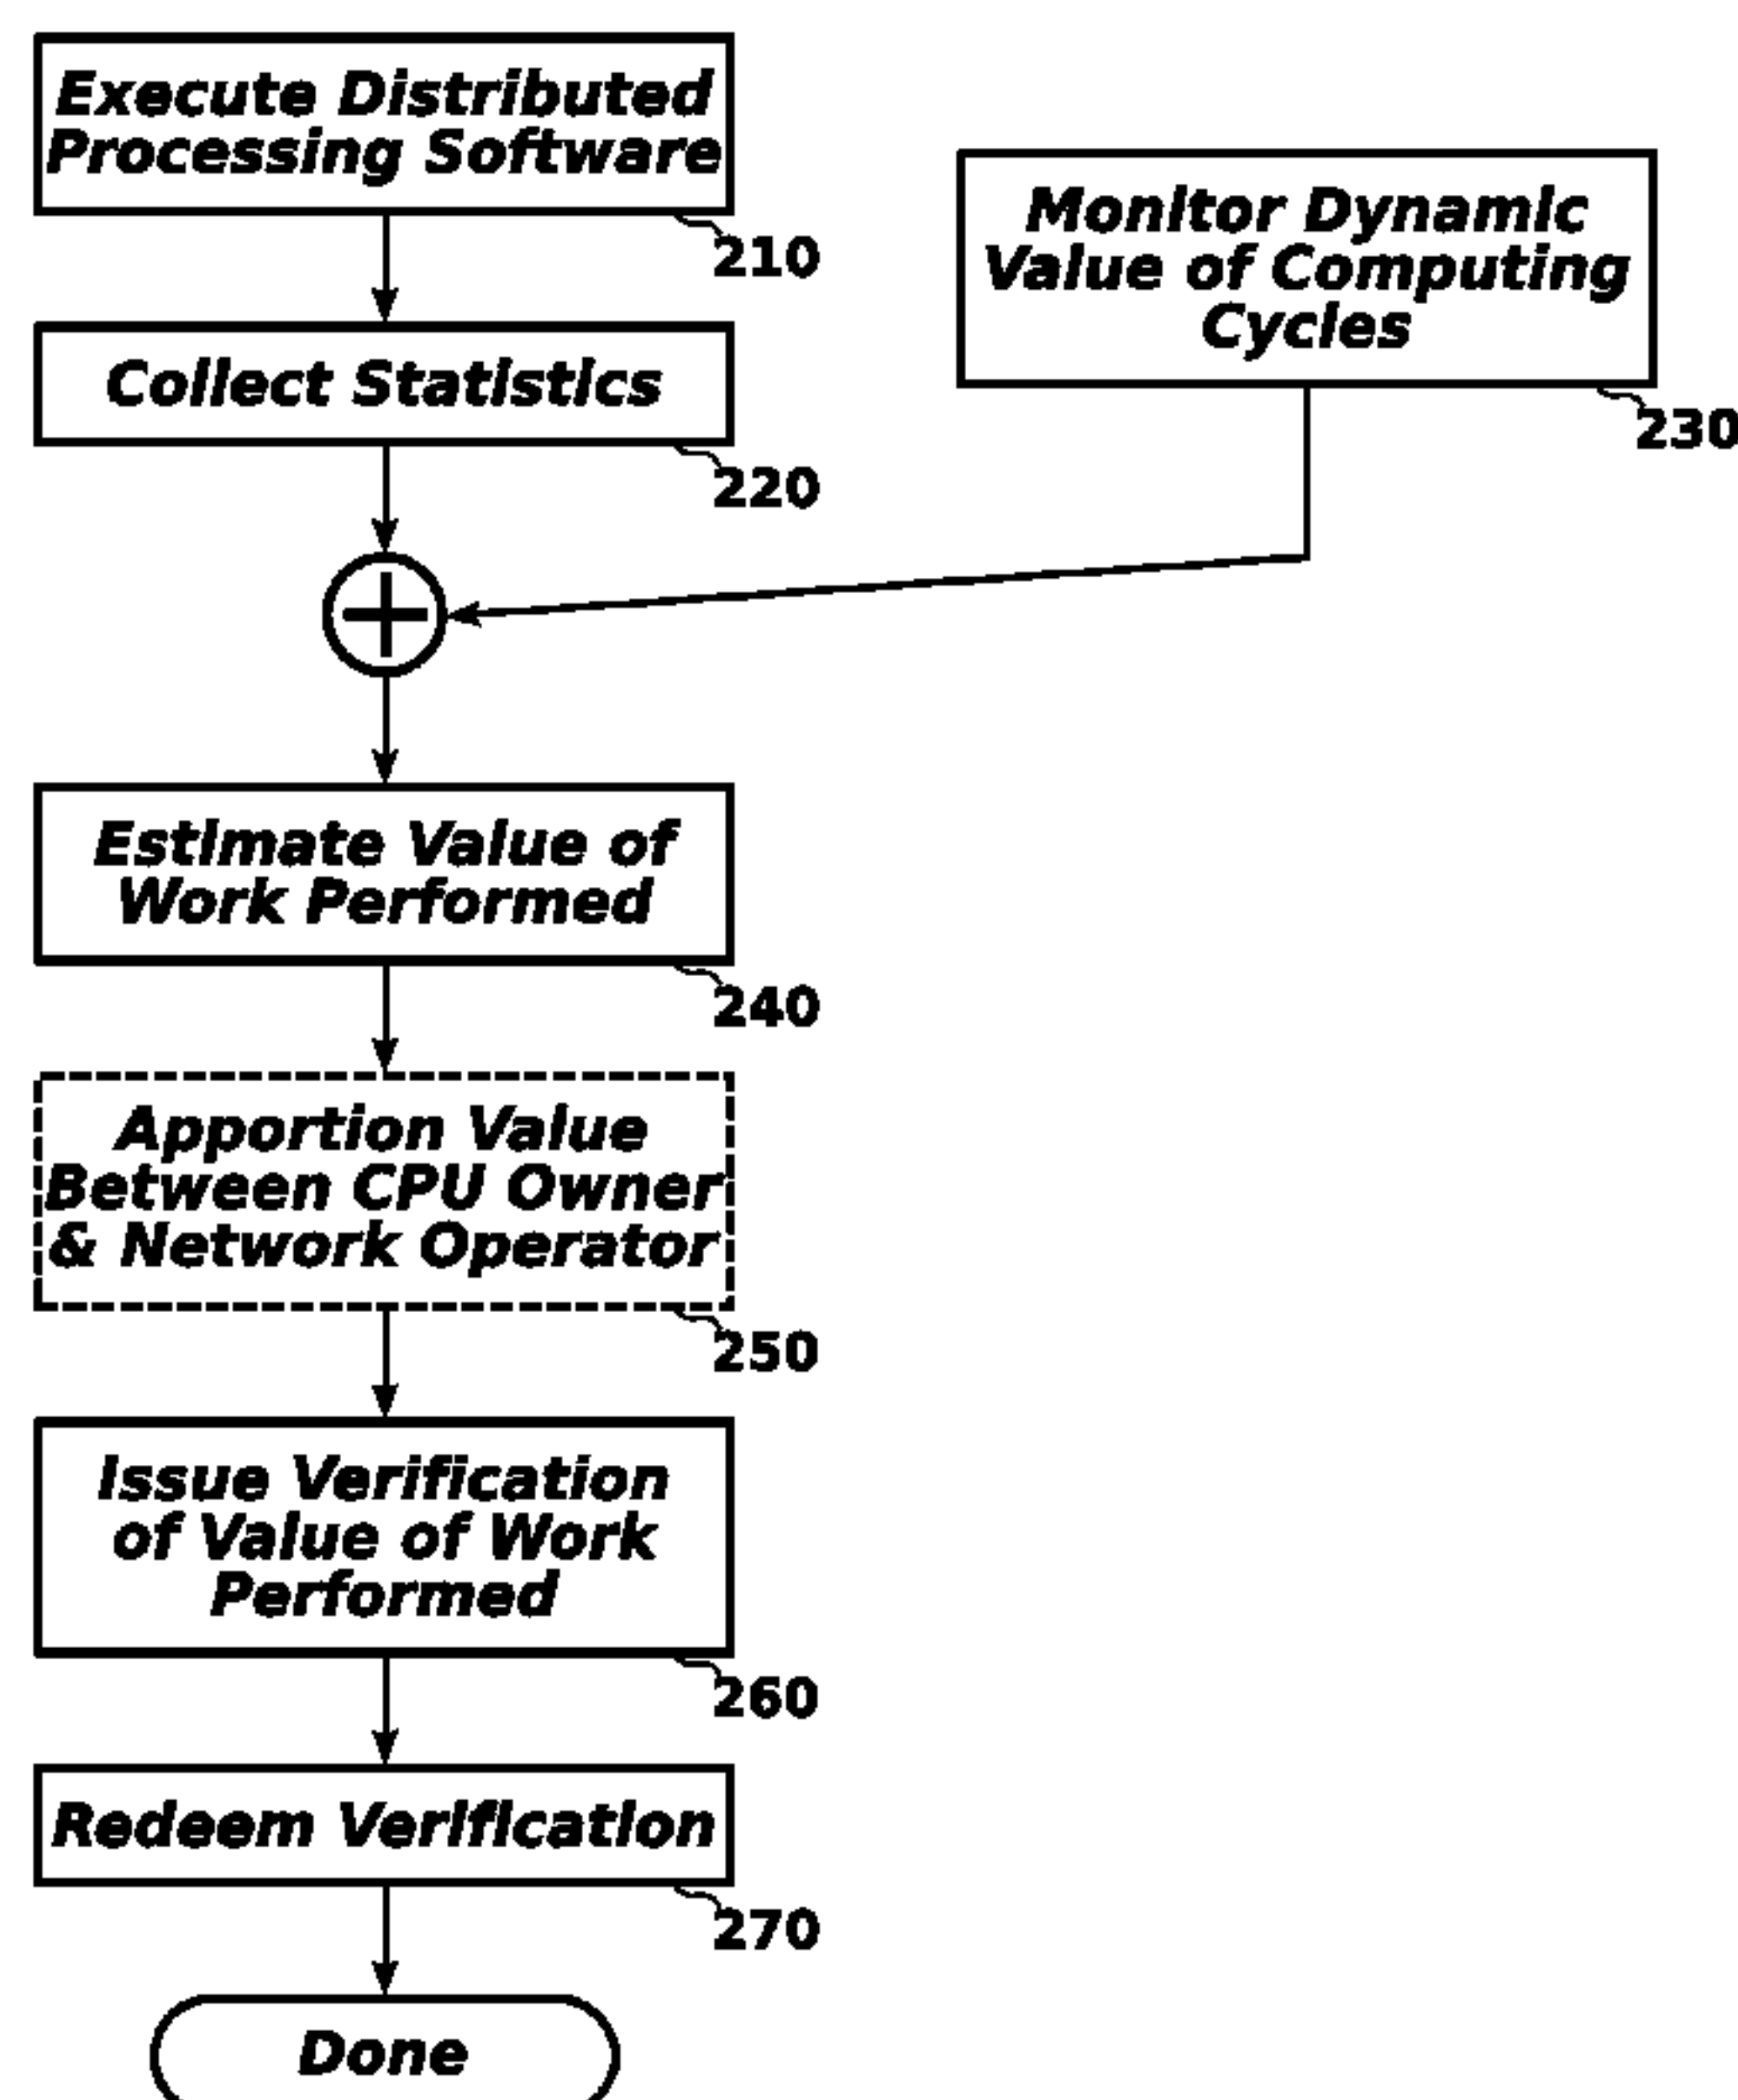 Execute Distributed
Processing Software
210
Monitor Dynamic
Value of Computing
Cycles
230
Collect Statistics
220
Estimate Value of
Work Performed
240
Apportion Value
Between CPU Owner
& Network Operator
250
Issue Verification
of Value of Work
Performed
260
Redeem Verification
270
Done